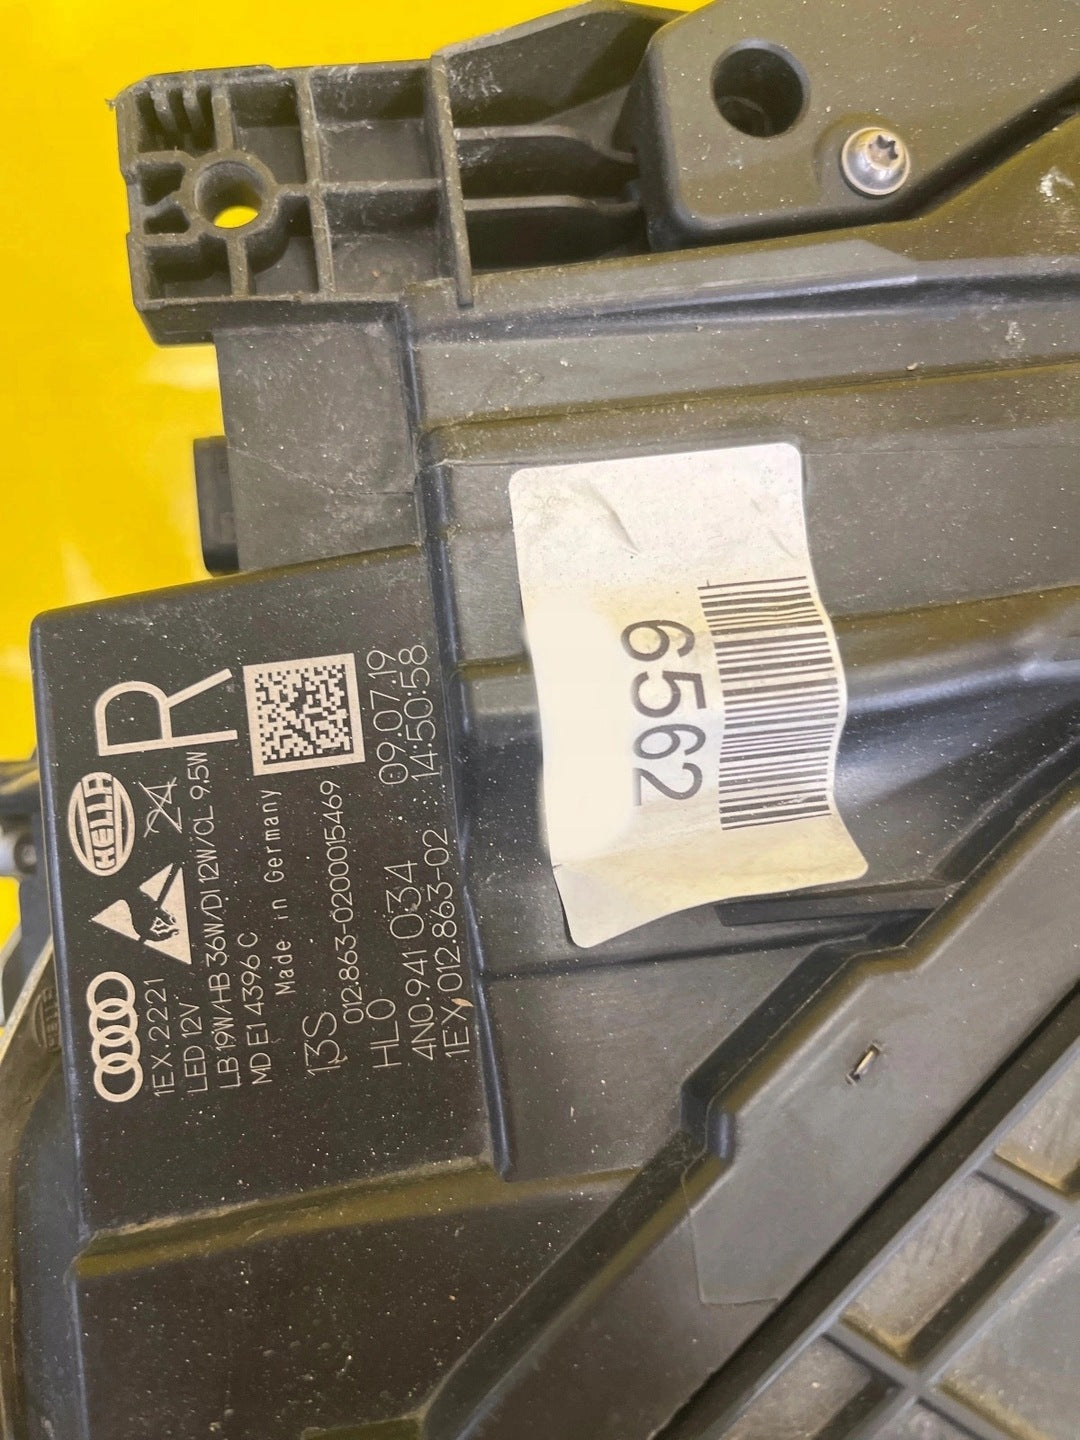 R
HELLA
24
1EX.2221
LED 12V
LB 19W/HB 36W/DI 12W/CL 9,5W
MD E1 4396 C
Made in Germany
13S
012.863-0200015469
HL0
4N0.941 034
09.07.19
1EX 012.863-02
14:50:58
6562